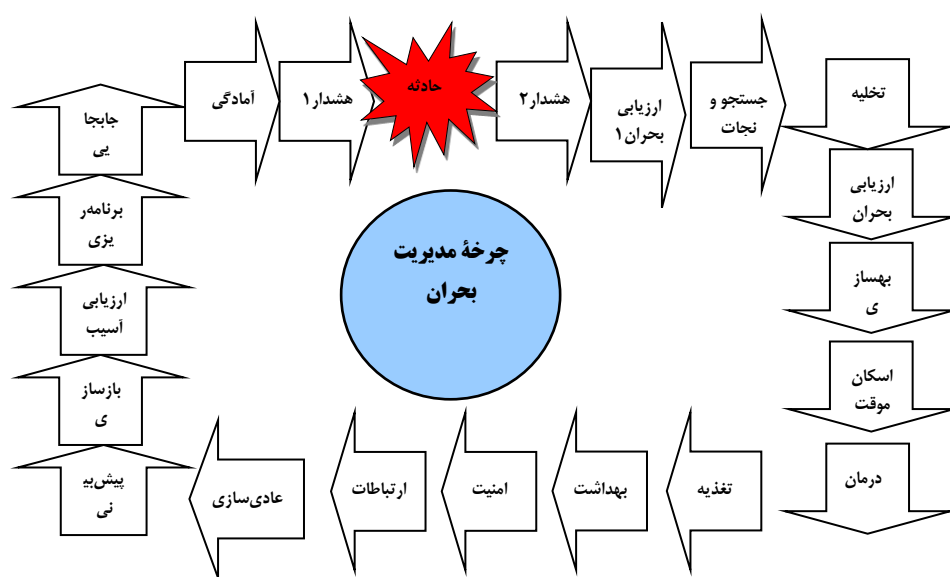 آمادگی
هشدار۱
حادثه
هشدار۲
ارزیابی
بحران۱
جستجو و
نجات
تخلیه
ارزیابی
بحران
بهساز
ی
اسکان
موقت
درمان
تغذیه
بهداشت
امنیت
ارتباطات
عادی‌سازی
پیش‌بی
نی
بازساز
ی
ارزیابی
آسیب
برنامه‌ر
یزی
جابجا
یی
چرخهٔ مدیریت
بحران